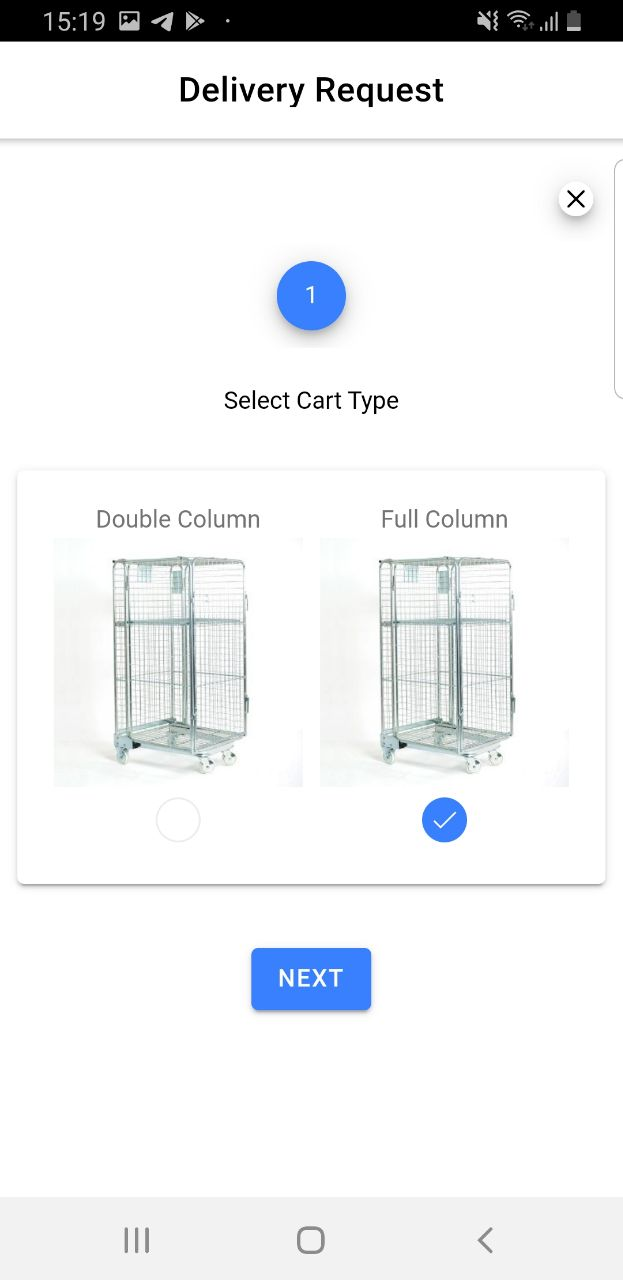 15:19
Delivery Request
1
Select Cart Type
Double Column
Full Column
NEXT